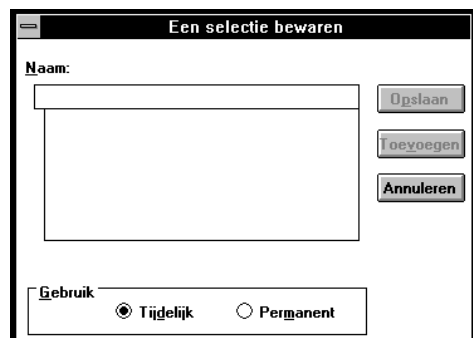 Een selectie bewaren
Naam:
Opslaan
Toevoegen
Annuleren
Gebruik
Tijdelijk Permanent